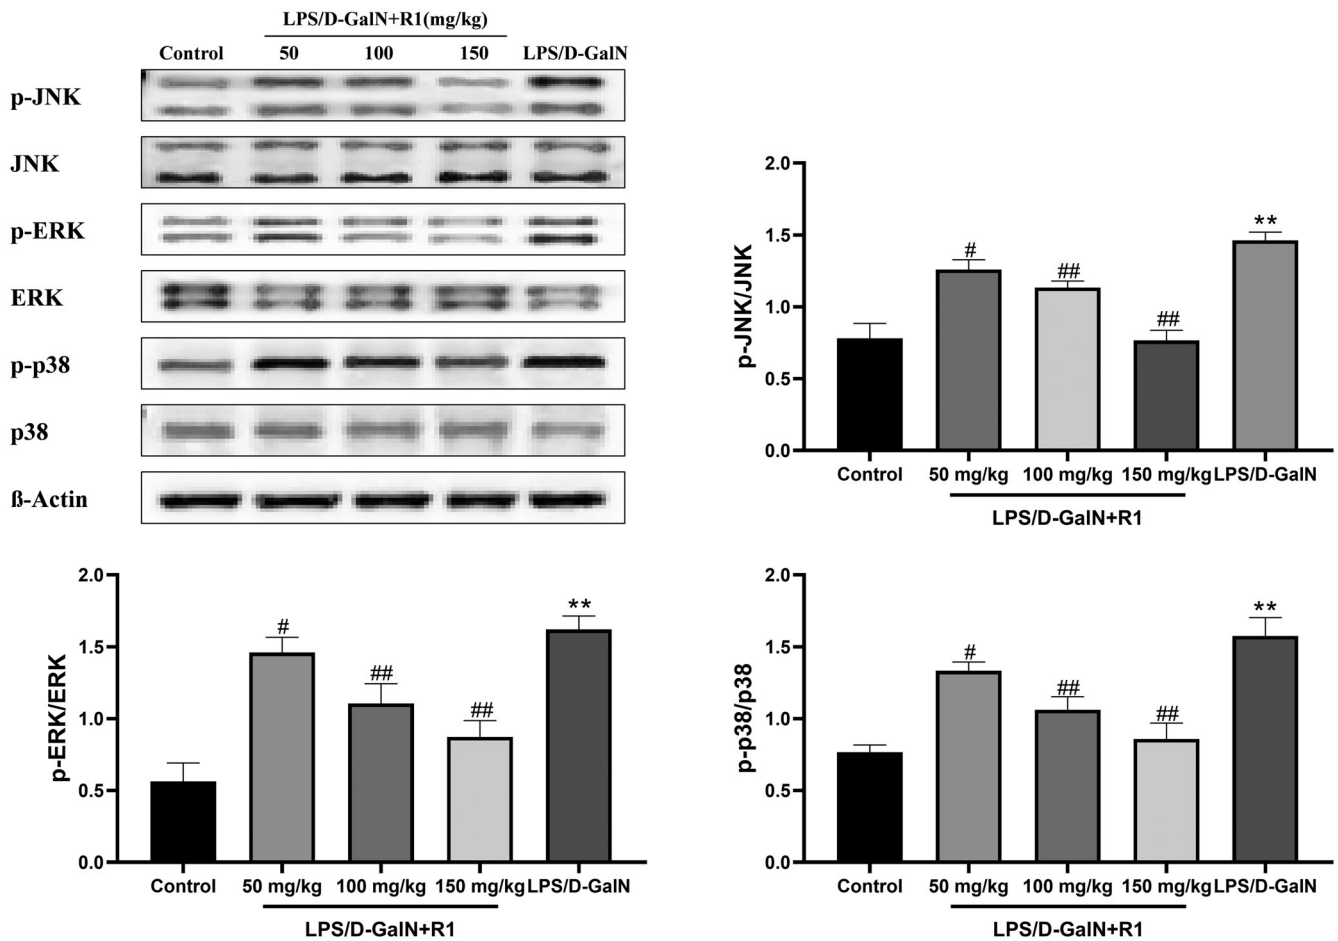 LPS/D-GalN+R1(mg/kg)
Control 50 100 150 LPS/D-GalN
p-JNK
JNK
p-ERK
ERK
p-p38
p38
ß-Actin
p-JNK/JNK
2.0
1.5
1.0
0.5
0.0
#
##
##
**
Control 50 mg/kg 100 mg/kg 150 mg/kg LPS/D-GalN
LPS/D-GalN+R1
p-ERK/ERK
2.0
1.5
1.0
0.5
0.0
#
##
##
**
Control 50 mg/kg 100 mg/kg 150 mg/kg LPS/D-GalN
LPS/D-GalN+R1
p-p38/p38
2.0
1.5
1.0
0.5
0.0
#
##
##
**
Control 50 mg/kg 100 mg/kg 150 mg/kg LPS/D-GalN
LPS/D-GalN+R1